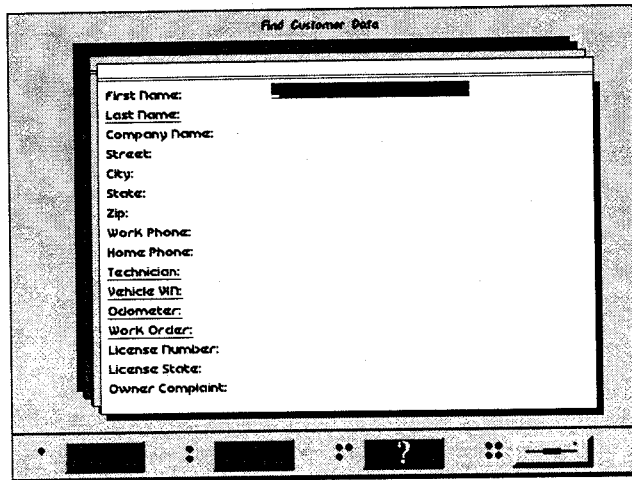 Find Customer Data
First Name:
Last Name:
Company Name:
Street:
City:
State:
Zip:
Work Phone:
Home Phone:
Technician:
Vehicle VIN:
Odometer:
Work Order:
License Number:
License State:
Owner Complaint:
?